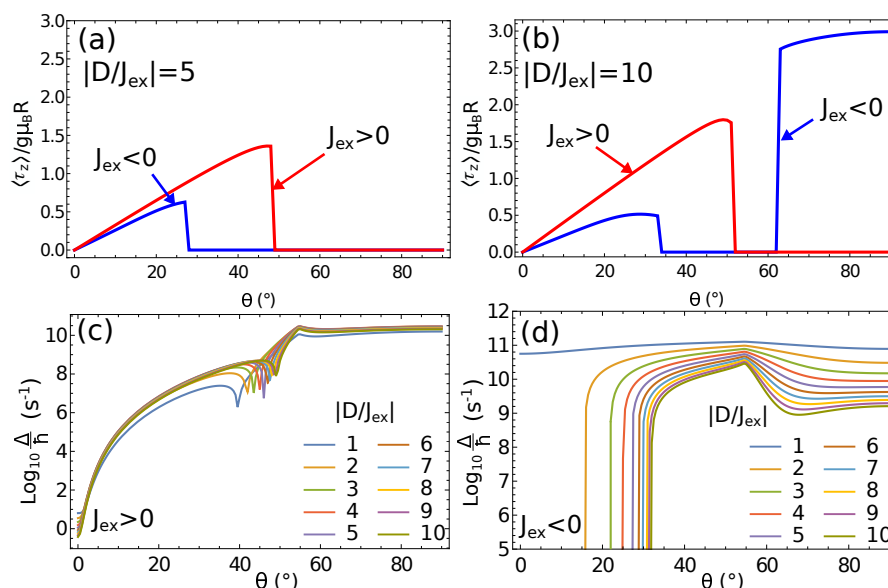 (a)
|D/Jex|=5
Jex<0
Jex>0
⟨τz⟩/gμBR
0.0
0.5
1.0
1.5
2.0
2.5
3.0
0 20 40 60 80
θ (°)
(b)
|D/Jex|=10
Jex>0
Jex<0
⟨τz⟩/gμBR
0.0
0.5
1.0
1.5
2.0
2.5
3.0
0 20 40 60 80
θ (°)
(c)
|D/Jex|
1 6
2 7
3 8
4 9
5 10
Jex>0
Log10 Δ/ħ (s-1)
10
8
6
4
2
0
0 20 40 60 80
θ (°)
(d)
|D/Jex|
1 6
2 7
3 8
4 9
5 10
Jex<0
Log10 Δ/ħ (s-1)
12
11
10
9
8
7
6
5
0 20 40 60 80
θ (°)